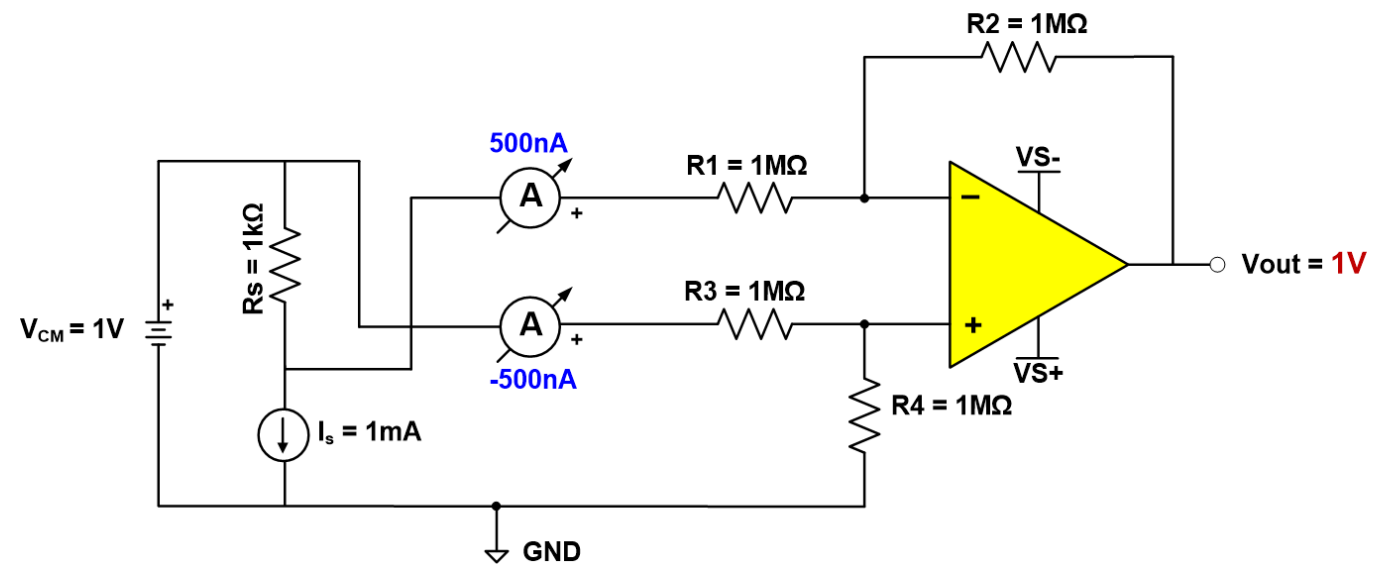 R2 = 1MΩ
500nA
R1 = 1MΩ
VS-
A
+
−
Rs = 1kΩ
Vout = 1V
R3 = 1MΩ
+
VCM = 1V
A
+
+
-500nA
VS+
R4 = 1MΩ
Is = 1mA
GND